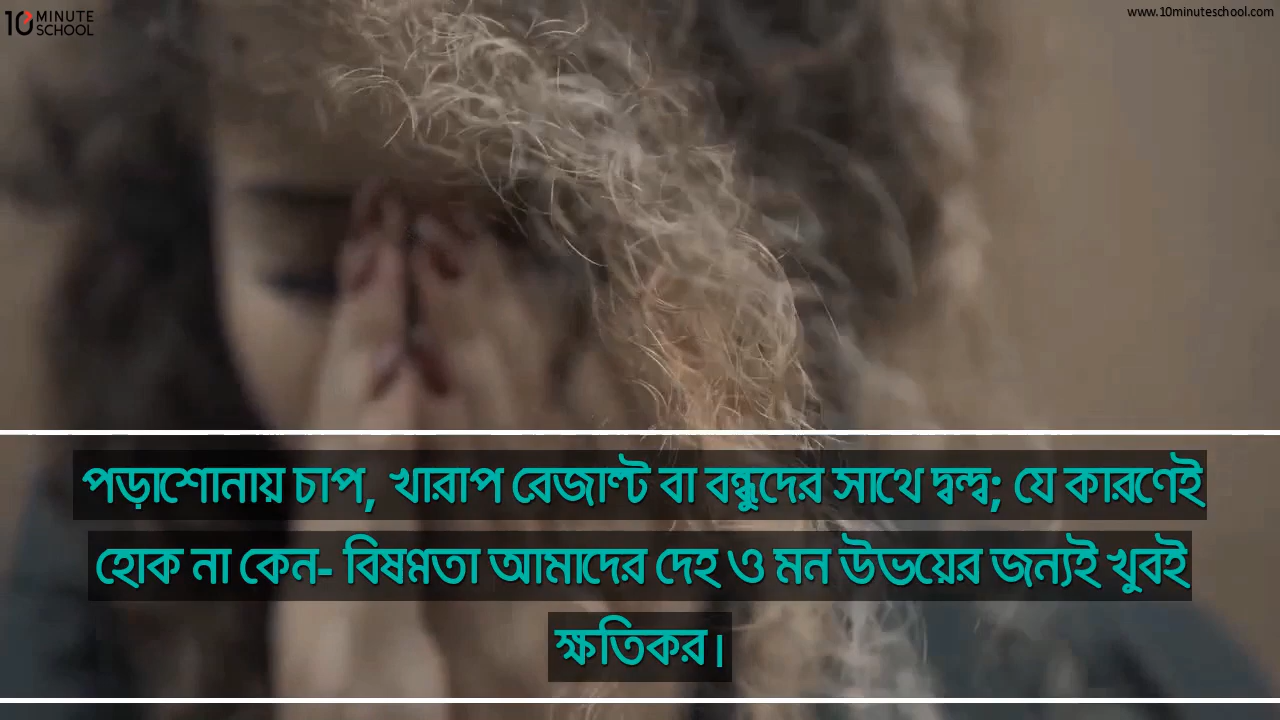 10 MINUTE SCHOOL
www.10minuteschool.com
পড়াশোনায় চাপ, খারাপ রেজাল্ট বা বন্ধুদের সাথে দ্বন্দ্ব; যে কারণেই
হোক না কেন- বিষণ্নতা আমাদের দেহ ও মন উভয়ের জন্যই খুবই
ক্ষতিকর।